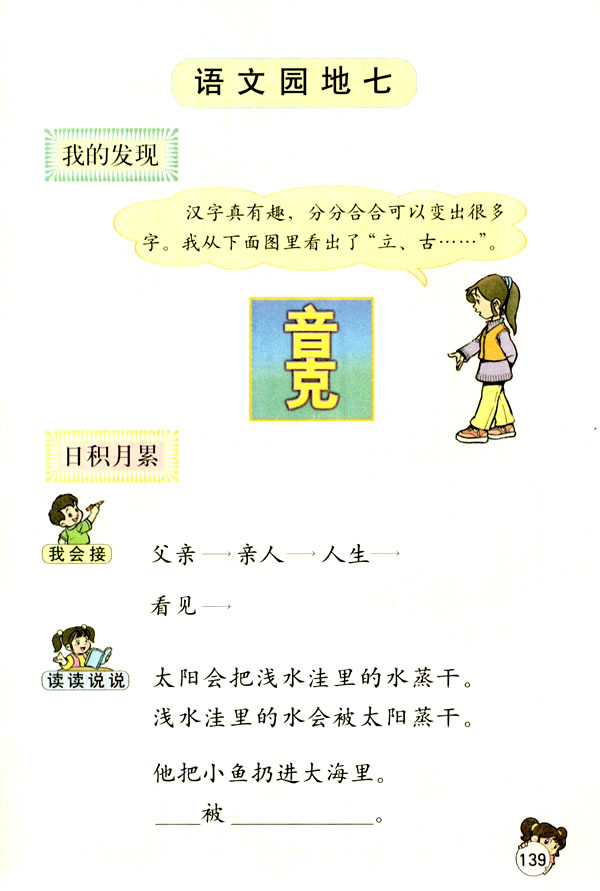 语文园地七
我的发现
汉字真有趣，分分合合可以变出很多
字。我从下面图里看出了“立、古……”。
音
克
日积月累
我会接
父亲→亲人→人生→
看见→
读读说说
太阳会把浅水洼里的水蒸干。
浅水洼里的水会被太阳蒸干。
他把小鱼扔进大海里。
____被____________。
139